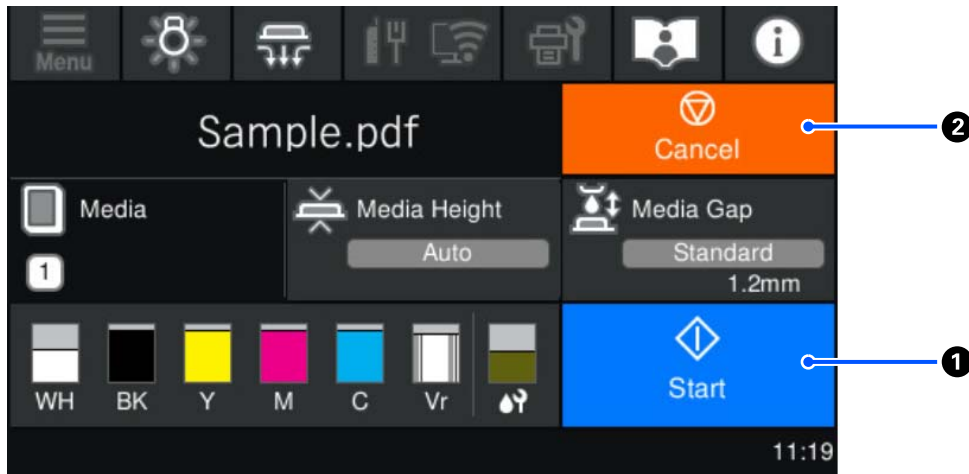 Menu
Sample.pdf
Cancel
2
Media
Media Height
Media Gap
1
Auto
Standard
1.2mm
WH BK Y M C Vr
Start
1
11:19